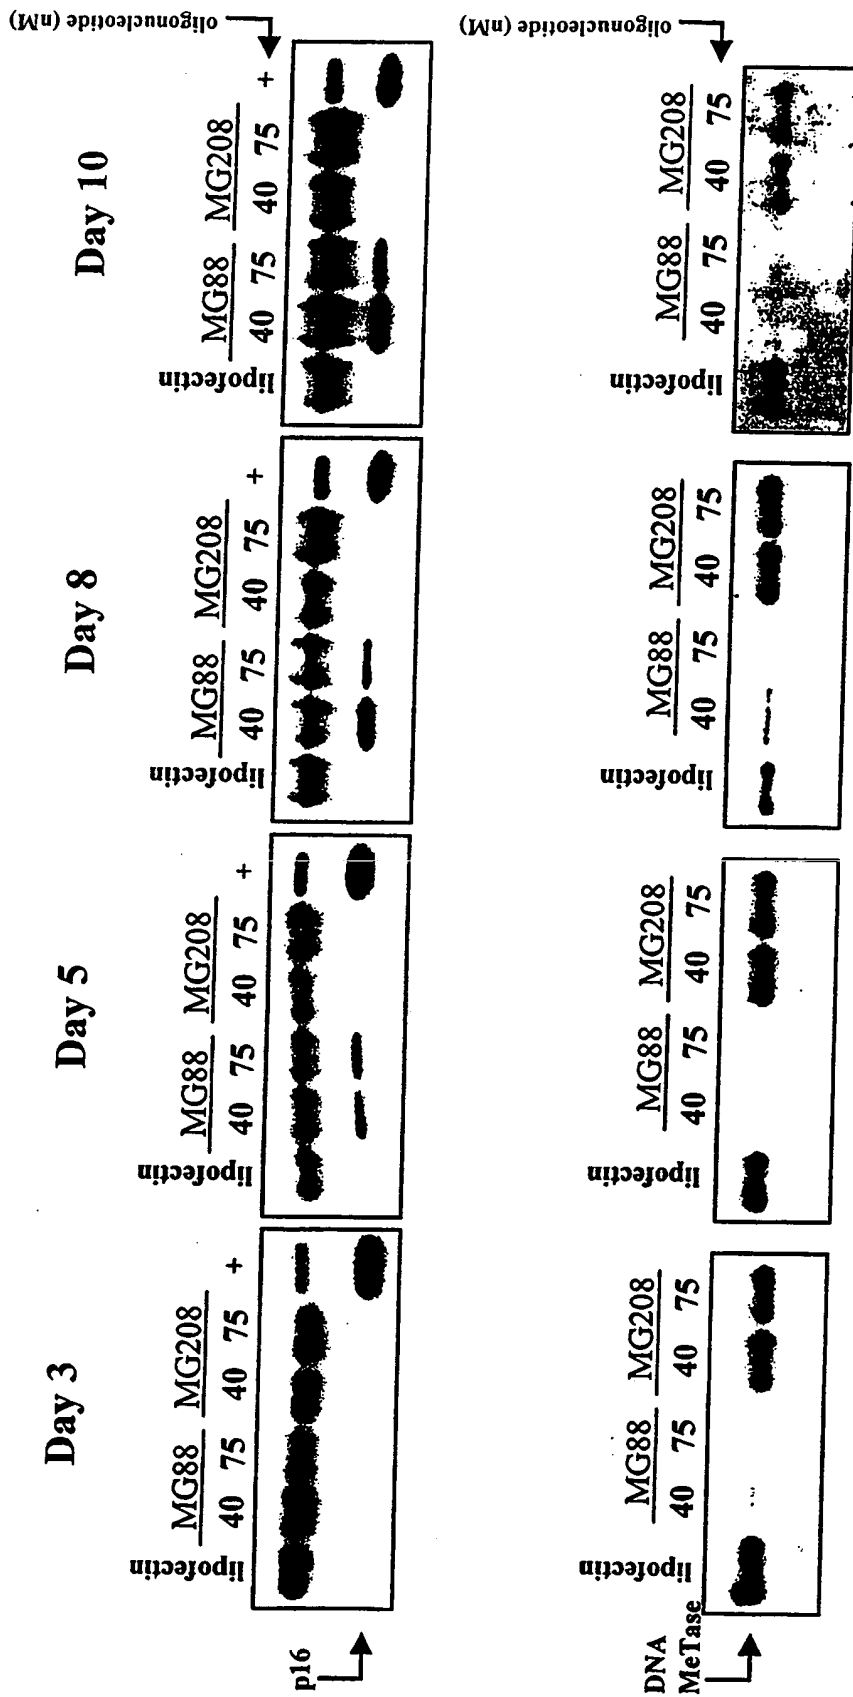 Day 3
Day 5
Day 8
Day 10
MG88 MG208
MG88 MG208
MG88 MG208
MG88 MG208
lipofectin 40 75 40 75 +
lipofectin 40 75 40 75 +
lipofectin 40 75 40 75 +
lipofectin 40 75 40 75 +
oligonucleotide (nM)
p16
MG88 MG208
MG88 MG208
MG88 MG208
MG88 MG208
lipofectin 40 75 40 75
lipofectin 40 75 40 75
lipofectin 40 75 40 75
lipofectin 40 75 40 75
oligonucleotide (nM)
DNA
MeTase